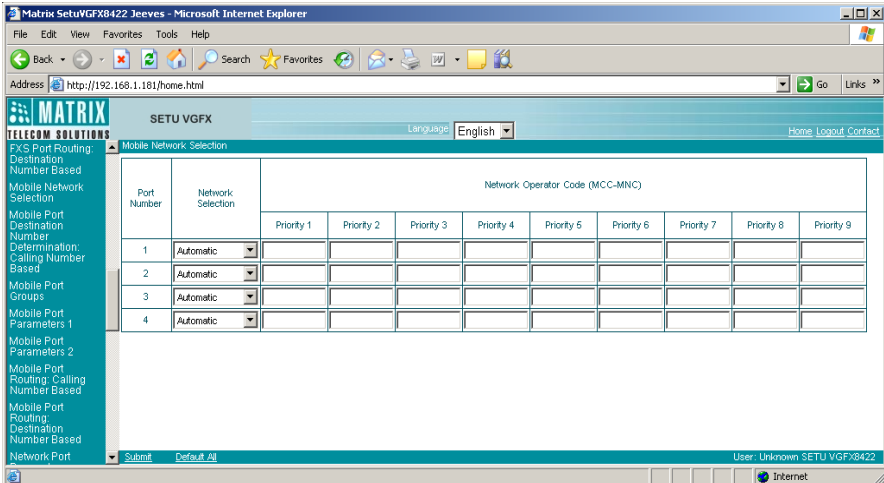 Matrix SetuVGFX8422 Jeeves - Microsoft Internet Explorer
File Edit View Favorites Tools Help
Back Search Favorites
Address http://192.168.1.181/home.html Go Links »
MATRIX
TELECOM SOLUTIONS
SETU VGFX
Language English
Home Logout Contact
FXS Port Routing:
Destination
Number Based
Mobile Network
Selection
Mobile Port
Destination
Number
Determination:
Calling Number
Based
Mobile Port
Groups
Mobile Port
Parameters 1
Mobile Port
Parameters 2
Mobile Port
Routing: Calling
Number Based
Mobile Port
Routing:
Destination
Number Based
Network Port
Mobile Network Selection
Port
Number
Network
Selection
Network Operator Code (MCC-MNC)
Priority 1 Priority 2 Priority 3 Priority 4 Priority 5 Priority 6 Priority 7 Priority 8 Priority 9
1 Automatic
2 Automatic
3 Automatic
4 Automatic
Submit Default All
User: Unknown SETU VGFX8422
Internet